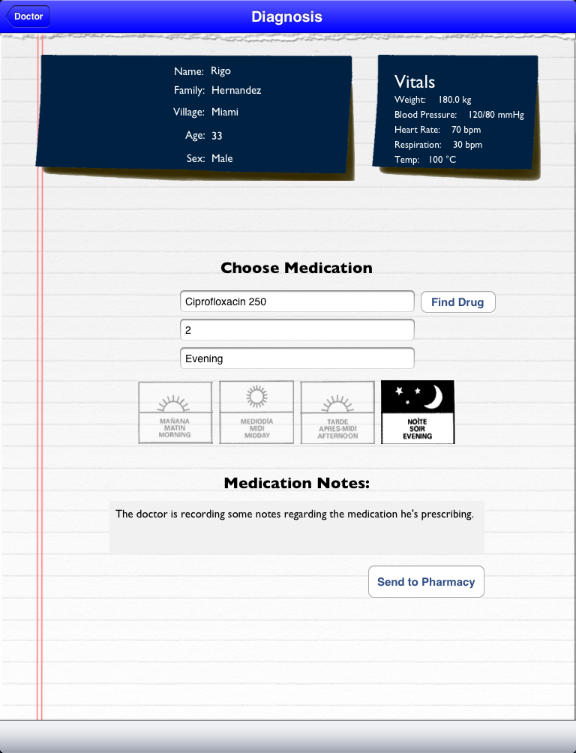 Doctor
Diagnosis
Name: Rigo
Family: Hernandez
Village: Miami
Age: 33
Sex: Male
Vitals
Weight: 180.0 kg
Blood Pressure: 120/80 mmHg
Heart Rate: 70 bpm
Respiration: 30 bpm
Temp: 100 °C
Choose Medication
Ciprofloxacin 250
Find Drug
2
Evening
MAÑANA
MATIN
MORNING
MEDIODÍA
MIDI
MIDDAY
TARDE
APRES-MIDI
AFTERNOON
NOITE
SOIR
EVENING
Medication Notes:
The doctor is recording some notes regarding the medication he's prescribing.
Send to Pharmacy